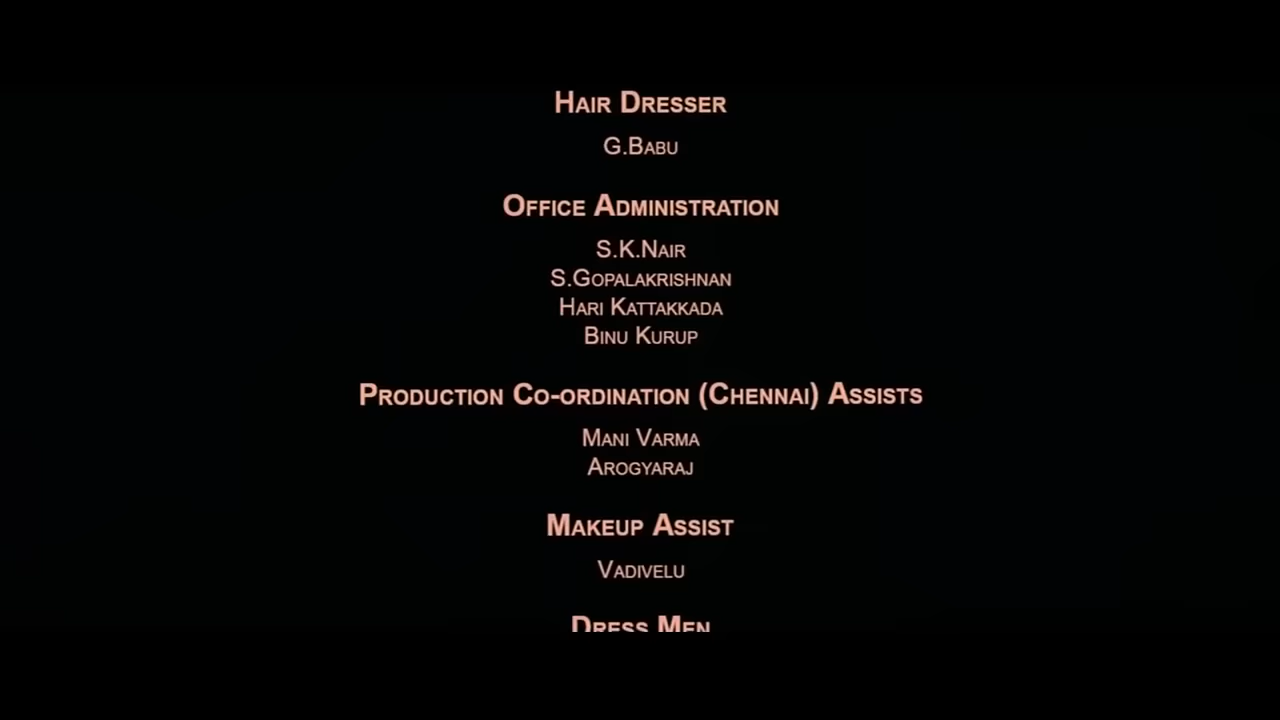 Hair Dresser
G.Babu
Office Administration
S.K.Nair
S.Gopalakrishnan
Hari Kattakkada
Binu Kurup
Production Co-ordination (Chennai) Assists
Mani Varma
Arogyaraj
Makeup Assist
Vadivelu
Dress Men